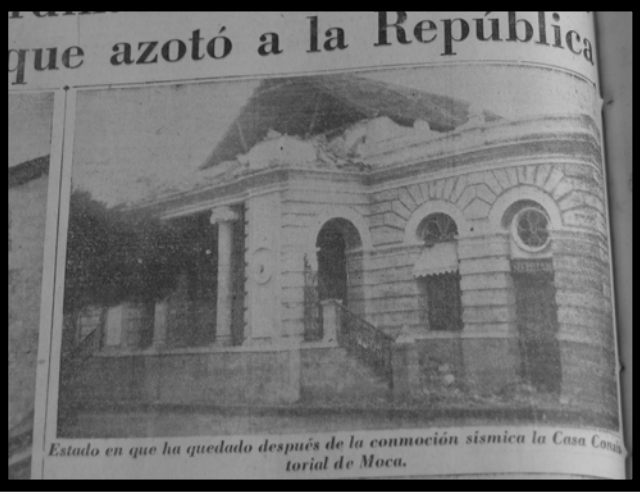 que azotó a la República
Estado en que ha quedado después de la conmoción sísmica la Casa Consis
torial de Moca.